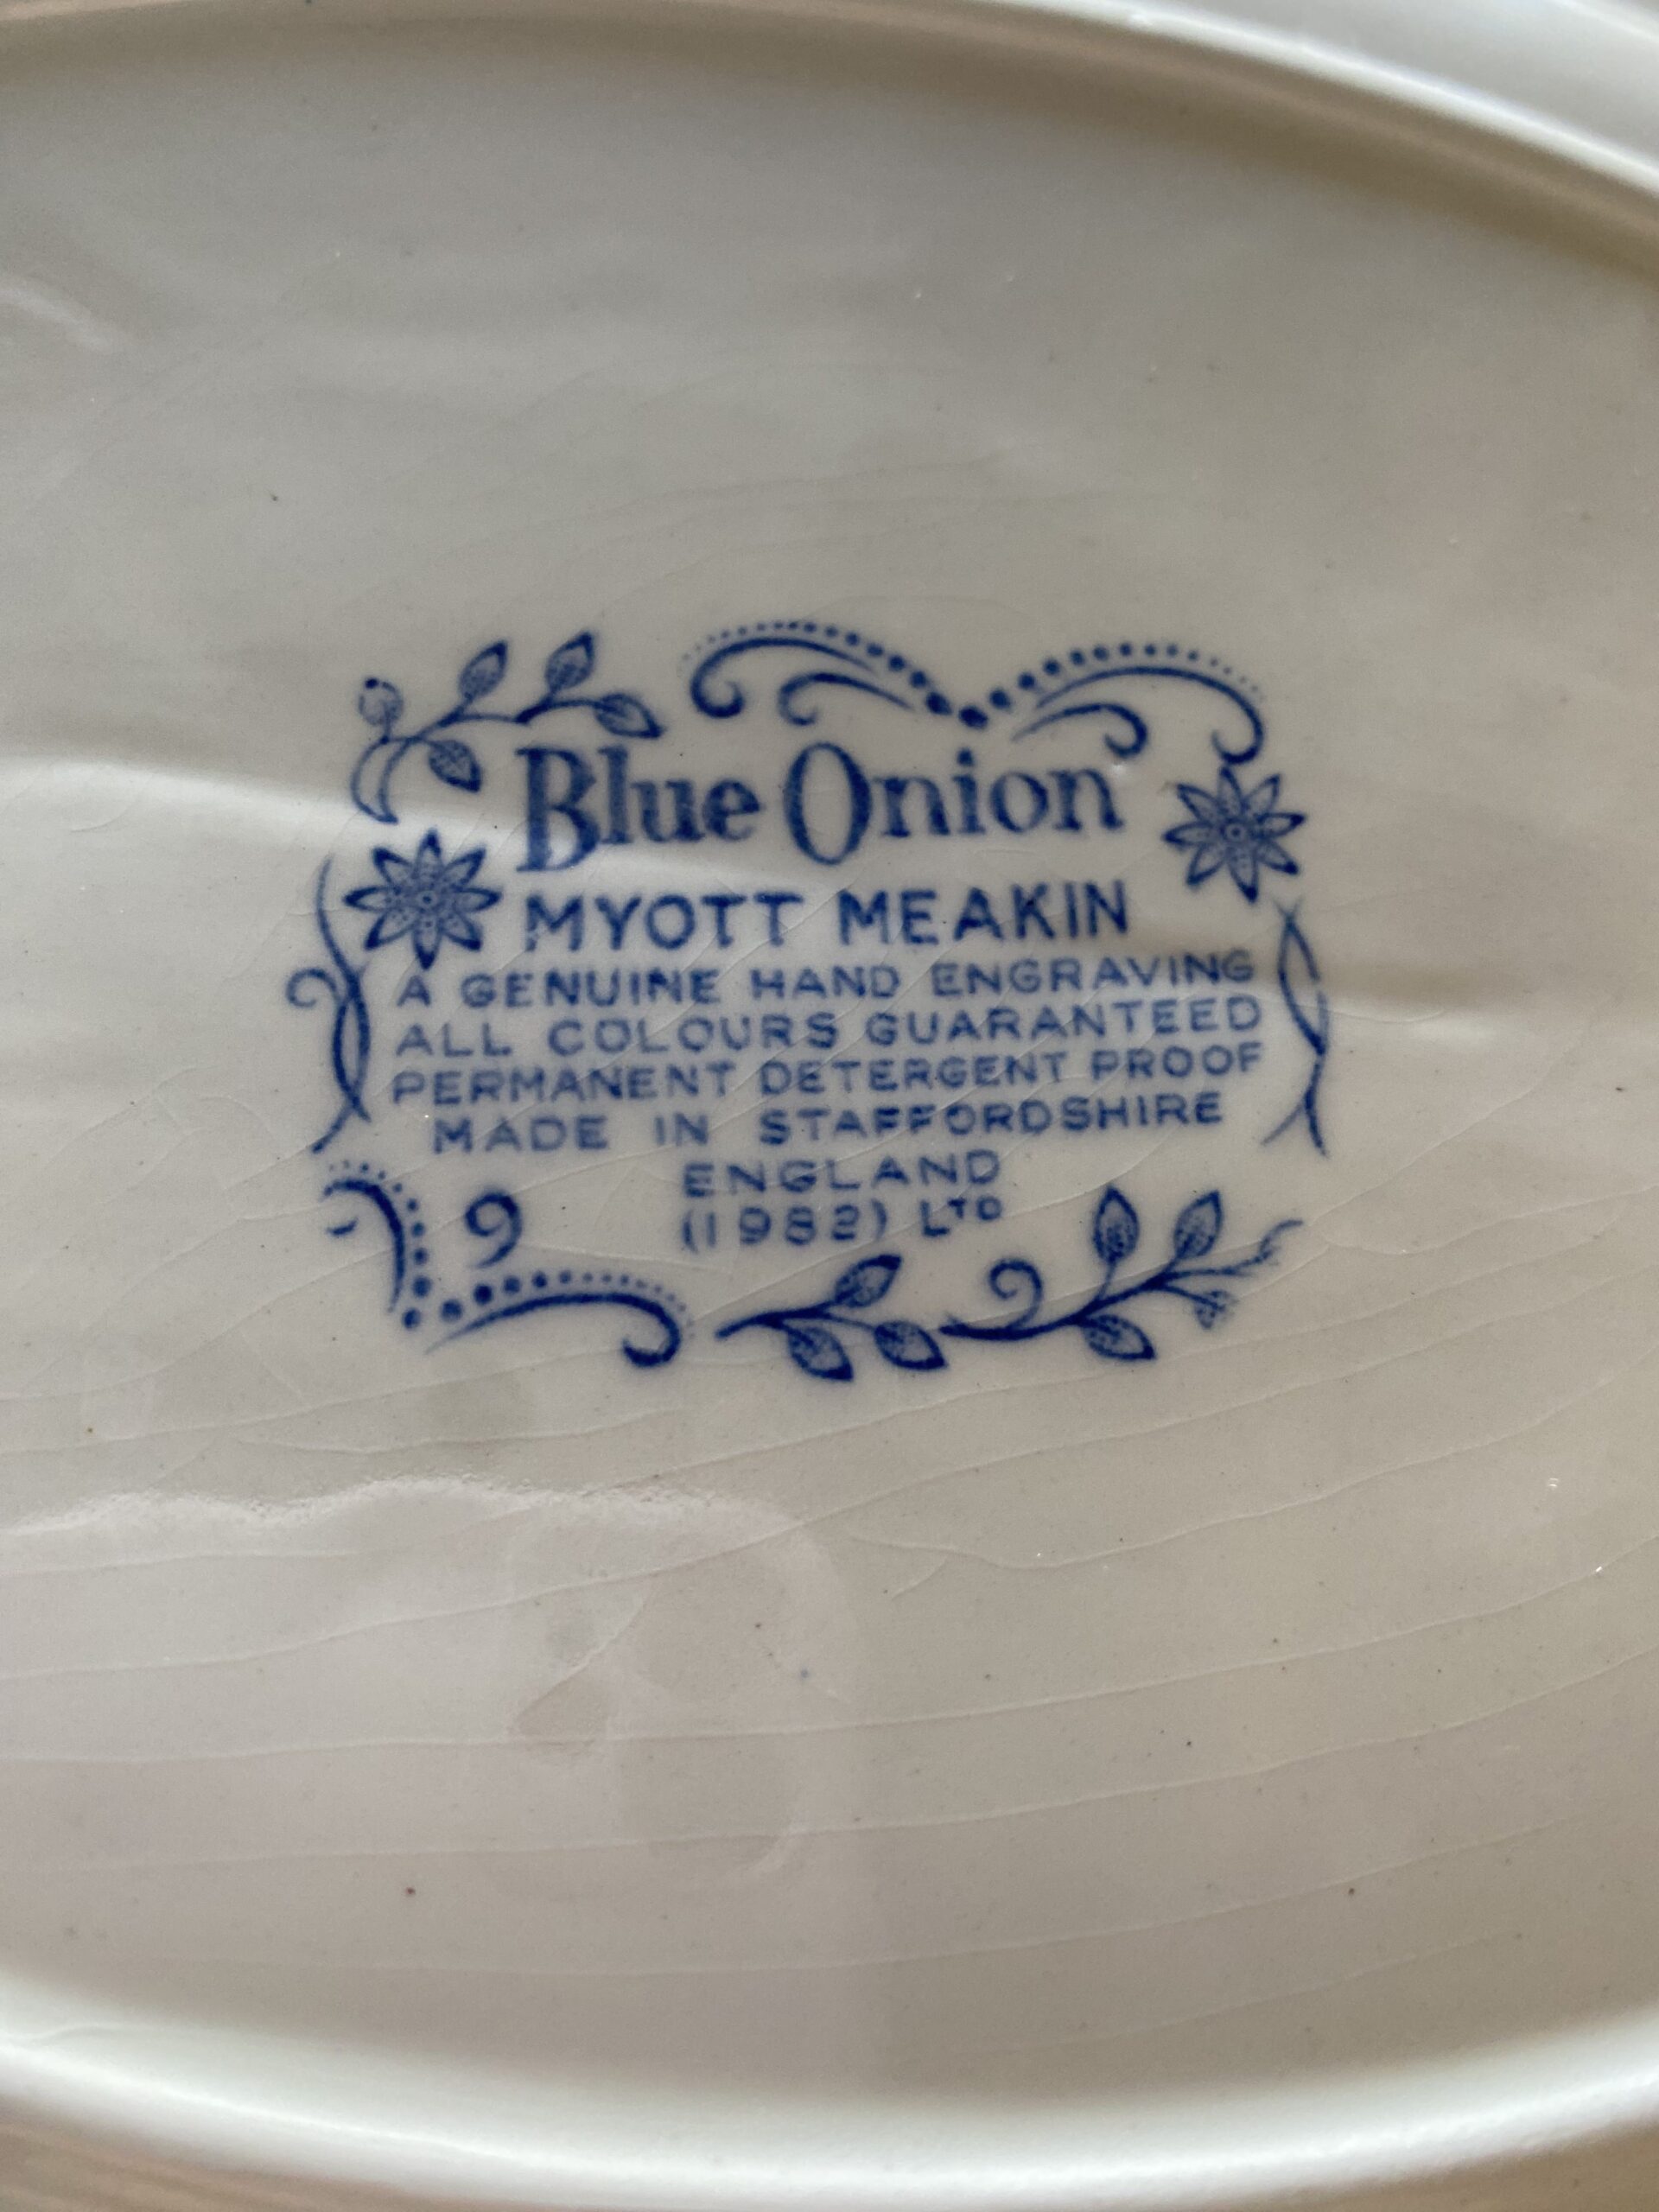 Blue Onion
MYOTT MEAKIN
A GENUINE HAND ENGRAVING
ALL COLOURS GUARANTEED
PERMANENT DETERGENT PROOF
MADE IN STAFFORDSHIRE
ENGLAND
(1982) LTD